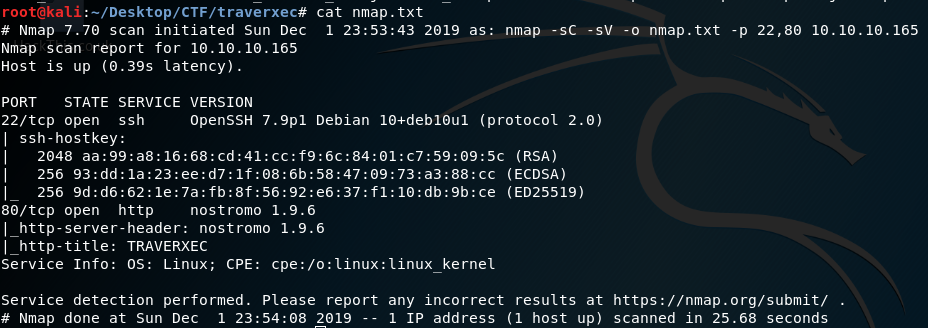 root@kali:~/Desktop/CTF/traverxec# cat nmap.txt
# Nmap 7.70 scan initiated Sun Dec  1 23:53:43 2019 as: nmap -sC -sV -o nmap.txt -p 22,80 10.10.10.165
Nmap scan report for 10.10.10.165
Host is up (0.39s latency).

PORT   STATE SERVICE VERSION
22/tcp open  ssh     OpenSSH 7.9p1 Debian 10+deb10u1 (protocol 2.0)
| ssh-hostkey:
|   2048 aa:99:a8:16:68:cd:41:cc:f9:6c:84:01:c7:59:09:5c (RSA)
|   256 93:dd:1a:23:ee:d7:1f:08:6b:58:47:09:73:a3:88:cc (ECDSA)
|_  256 9d:d6:62:1e:7a:fb:8f:56:92:e6:37:f1:10:db:9b:ce (ED25519)
80/tcp open  http    nostromo 1.9.6
|_http-server-header: nostromo 1.9.6
|_http-title: TRAVERXEC
Service Info: OS: Linux; CPE: cpe:/o:linux:linux_kernel

Service detection performed. Please report any incorrect results at https://nmap.org/submit/ .
# Nmap done at Sun Dec  1 23:54:08 2019 -- 1 IP address (1 host up) scanned in 25.68 seconds